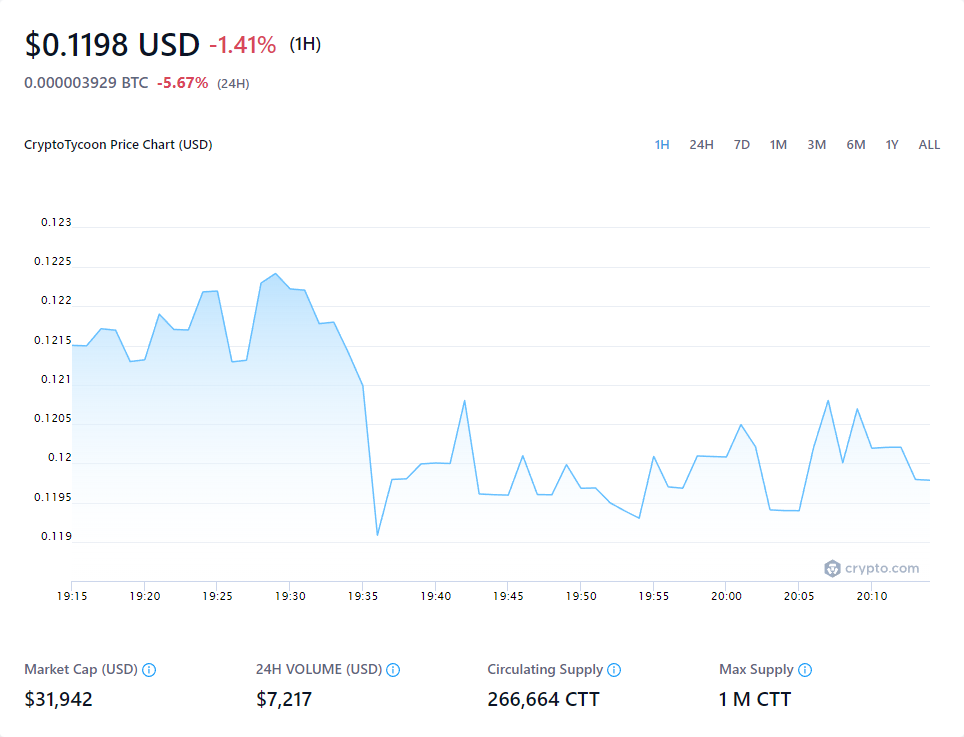 $0.1198 USD -1.41% (1H)
0.000003929 BTC -5.67% (24H)
CryptoTycoon Price Chart (USD) 1H 24H 7D 1M 3M 6M 1Y ALL
0.123
0.1225
0.122
0.1215
0.121
0.1205
0.12
0.1195
0.119
crypto.com
19:15 19:20 19:25 19:30 19:35 19:40 19:45 19:50 19:55 20:00 20:05 20:10
Market Cap (USD) 24H VOLUME (USD) Circulating Supply Max Supply
$31,942 $7,217 266,664 CTT 1 M CTT